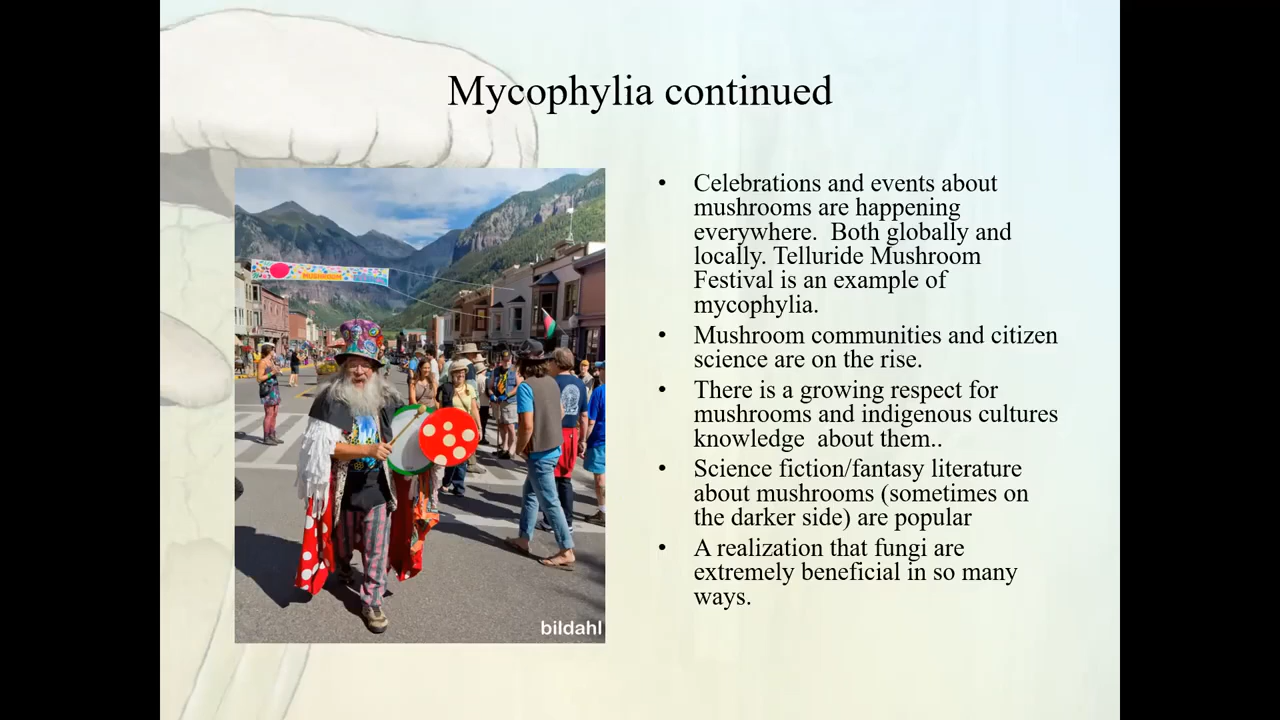 Mycophylia continued
MUSHROOM
• Celebrations and events about
mushrooms are happening
everywhere.  Both globally and
locally. Telluride Mushroom
Festival is an example of
mycophylia.
• Mushroom communities and citizen
science are on the rise.
• There is a growing respect for
mushrooms and indigenous cultures
knowledge  about them..
• Science fiction/fantasy literature
about mushrooms (sometimes on
the darker side) are popular
• A realization that fungi are
extremely beneficial in so many
ways.
bildahl